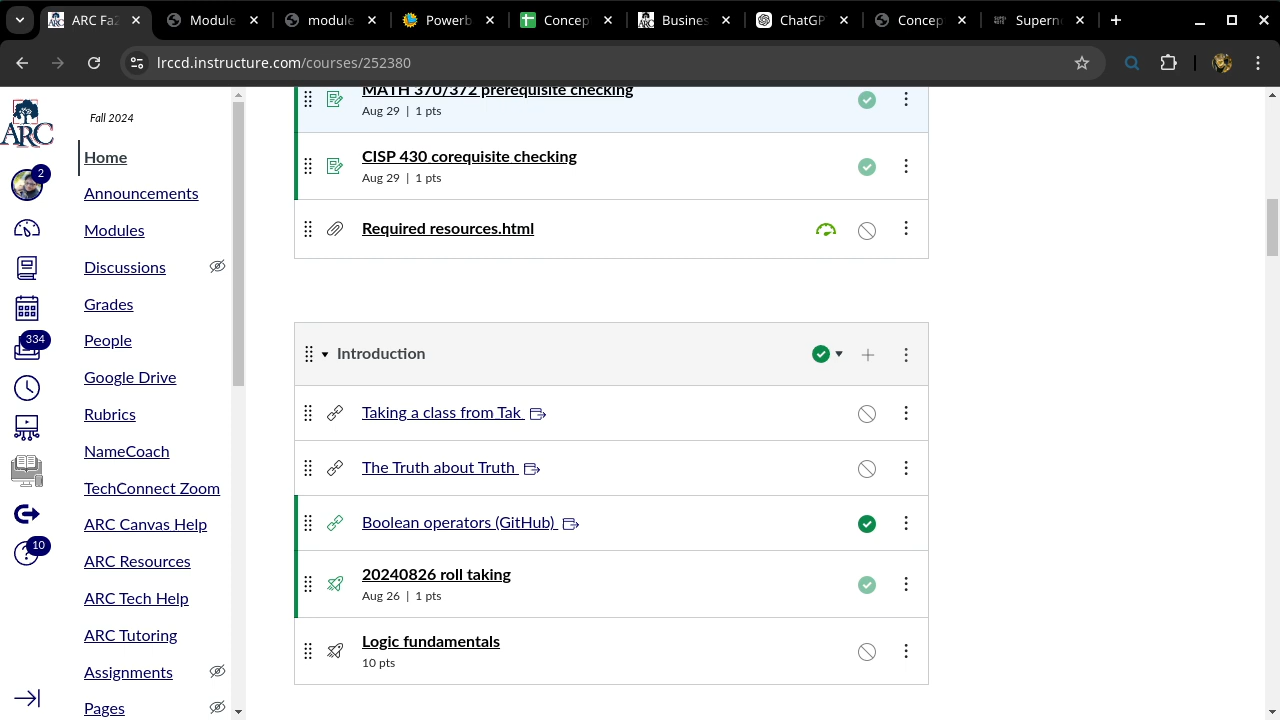 ARC Fa2
Module
module
Powerb
Concep
Busines
ChatGP
Concep
Supern
lrccd.instructure.com/courses/252380
ARC
2
334
10
Fall 2024
Home
Announcements
Modules
Discussions
Grades
People
Google Drive
Rubrics
NameCoach
TechConnect Zoom
ARC Canvas Help
ARC Resources
ARC Tech Help
ARC Tutoring
Assignments
Pages
MATH 370/372 prerequisite checking
Aug 29 | 1 pts
CISP 430 corequisite checking
Aug 29 | 1 pts
Required resources.html
Introduction
Taking a class from Tak
The Truth about Truth
Boolean operators (GitHub)
20240826 roll taking
Aug 26 | 1 pts
Logic fundamentals
10 pts